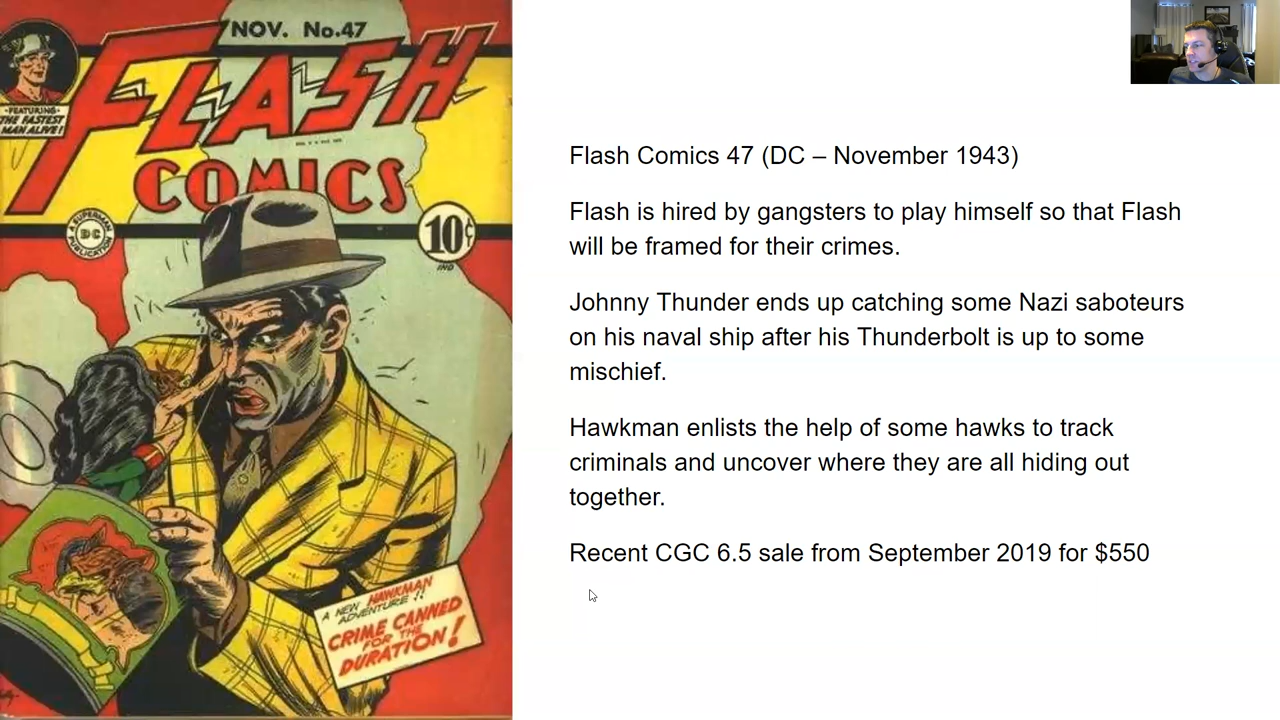 NOV. No.47
FLASH
COMICS
-FEATURING-
THE FASTEST
MAN ALIVE!
A SUPERMAN
DC
PUBLICATION
10¢
IND
A NEW HAWKMAN
ADVENTURE!!
CRIME CANNED
FOR THE
DURATION!
Flash Comics 47 (DC – November 1943)
Flash is hired by gangsters to play himself so that Flash
will be framed for their crimes.
Johnny Thunder ends up catching some Nazi saboteurs
on his naval ship after his Thunderbolt is up to some
mischief.
Hawkman enlists the help of some hawks to track
criminals and uncover where they are all hiding out
together.
Recent CGC 6.5 sale from September 2019 for $550